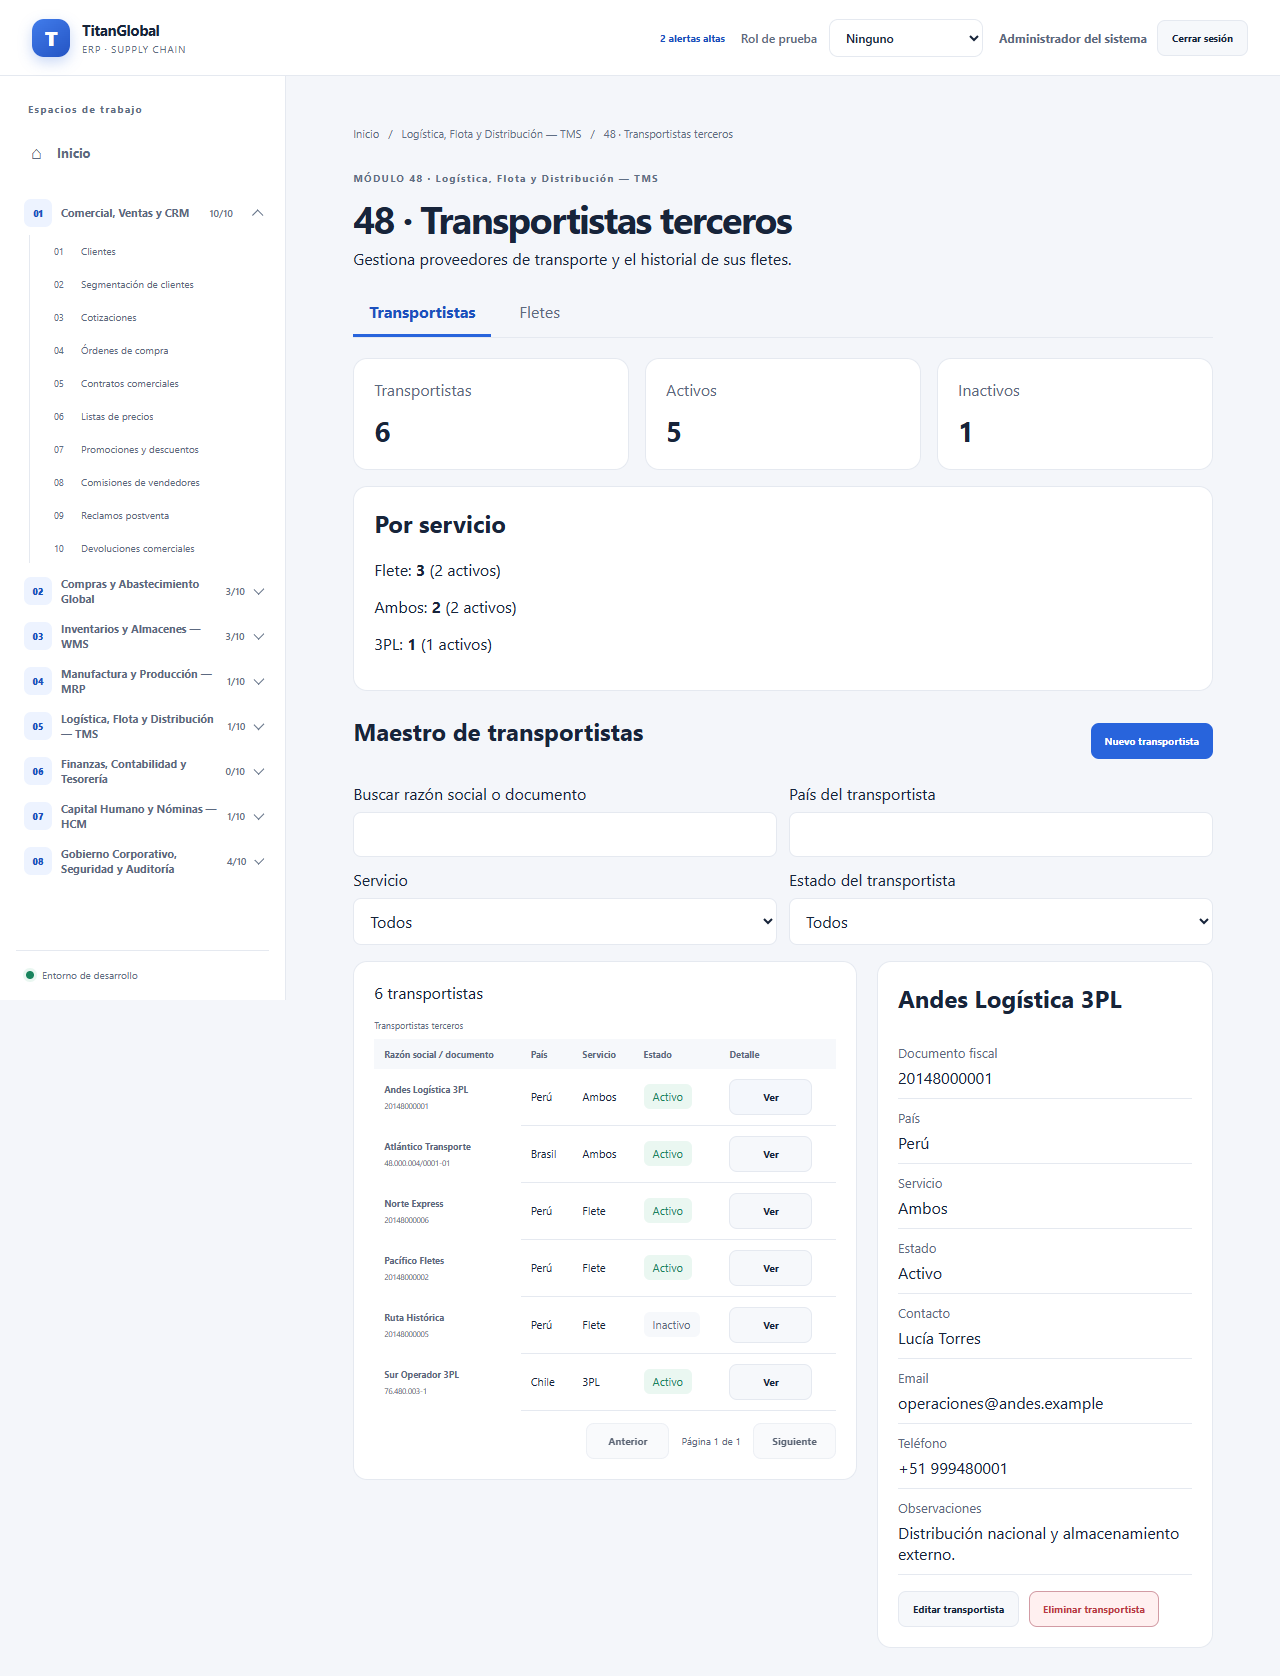 T
TitanGlobal
ERP · SUPPLY CHAIN
2 alertas altas
Rol de prueba
Ninguno
Administrador del sistema
Cerrar sesión
Espacios de trabajo
Inicio
01 Comercial, Ventas y CRM 10/10
01 Clientes
02 Segmentación de clientes
03 Cotizaciones
04 Órdenes de compra
05 Contratos comerciales
06 Listas de precios
07 Promociones y descuentos
08 Comisiones de vendedores
09 Reclamos postventa
10 Devoluciones comerciales
02 Compras y Abastecimiento
Global 3/10
03 Inventarios y Almacenes —
WMS 3/10
04 Manufactura y Producción —
MRP 1/10
05 Logística, Flota y Distribución
— TMS 1/10
06 Finanzas, Contabilidad y
Tesorería 0/10
07 Capital Humano y Nóminas —
HCM 1/10
08 Gobierno Corporativo,
Seguridad y Auditoría 4/10
Entorno de desarrollo
Inicio / Logística, Flota y Distribución — TMS / 48 · Transportistas terceros
MÓDULO 48 · Logística, Flota y Distribución — TMS
48 · Transportistas terceros
Gestiona proveedores de transporte y el historial de sus fletes.
Transportistas Fletes
Transportistas
6
Activos
5
Inactivos
1
Por servicio
Flete: 3 (2 activos)
Ambos: 2 (2 activos)
3PL: 1 (1 activos)
Maestro de transportistas
Nuevo transportista
Buscar razón social o documento
País del transportista
Servicio
Todos
Estado del transportista
Todos
6 transportistas
Transportistas terceros
Razón social / documento País Servicio Estado Detalle
Andes Logística 3PL
20148000001 Perú Ambos Activo Ver
Atlántico Transporte
48.000.004/0001-01 Brasil Ambos Activo Ver
Norte Express
20148000006 Perú Flete Activo Ver
Pacífico Fletes
20148000002 Perú Flete Activo Ver
Ruta Histórica
20148000005 Perú Flete Inactivo Ver
Sur Operador 3PL
76.480.003-1 Chile 3PL Activo Ver
Anterior Página 1 de 1 Siguiente
Andes Logística 3PL
Documento fiscal
20148000001
País
Perú
Servicio
Ambos
Estado
Activo
Contacto
Lucía Torres
Email
operaciones@andes.example
Teléfono
+51 999480001
Observaciones
Distribución nacional y almacenamiento
externo.
Editar transportista
Eliminar transportista